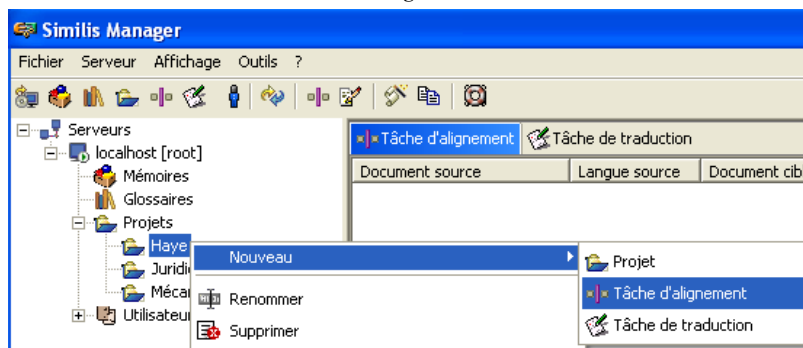 Similis Manager
Fichier Serveur Affichage Outils ?
Serveurs
localhost [root]
Mémoires
Glossaires
Projets
Haye
Juridi
Mécar
Utilisateur
Tâche d'alignement Tâche de traduction
Document source Langue source Document cib
Nouveau
Renommer
Supprimer
Projet
Tâche d'alignement
Tâche de traduction